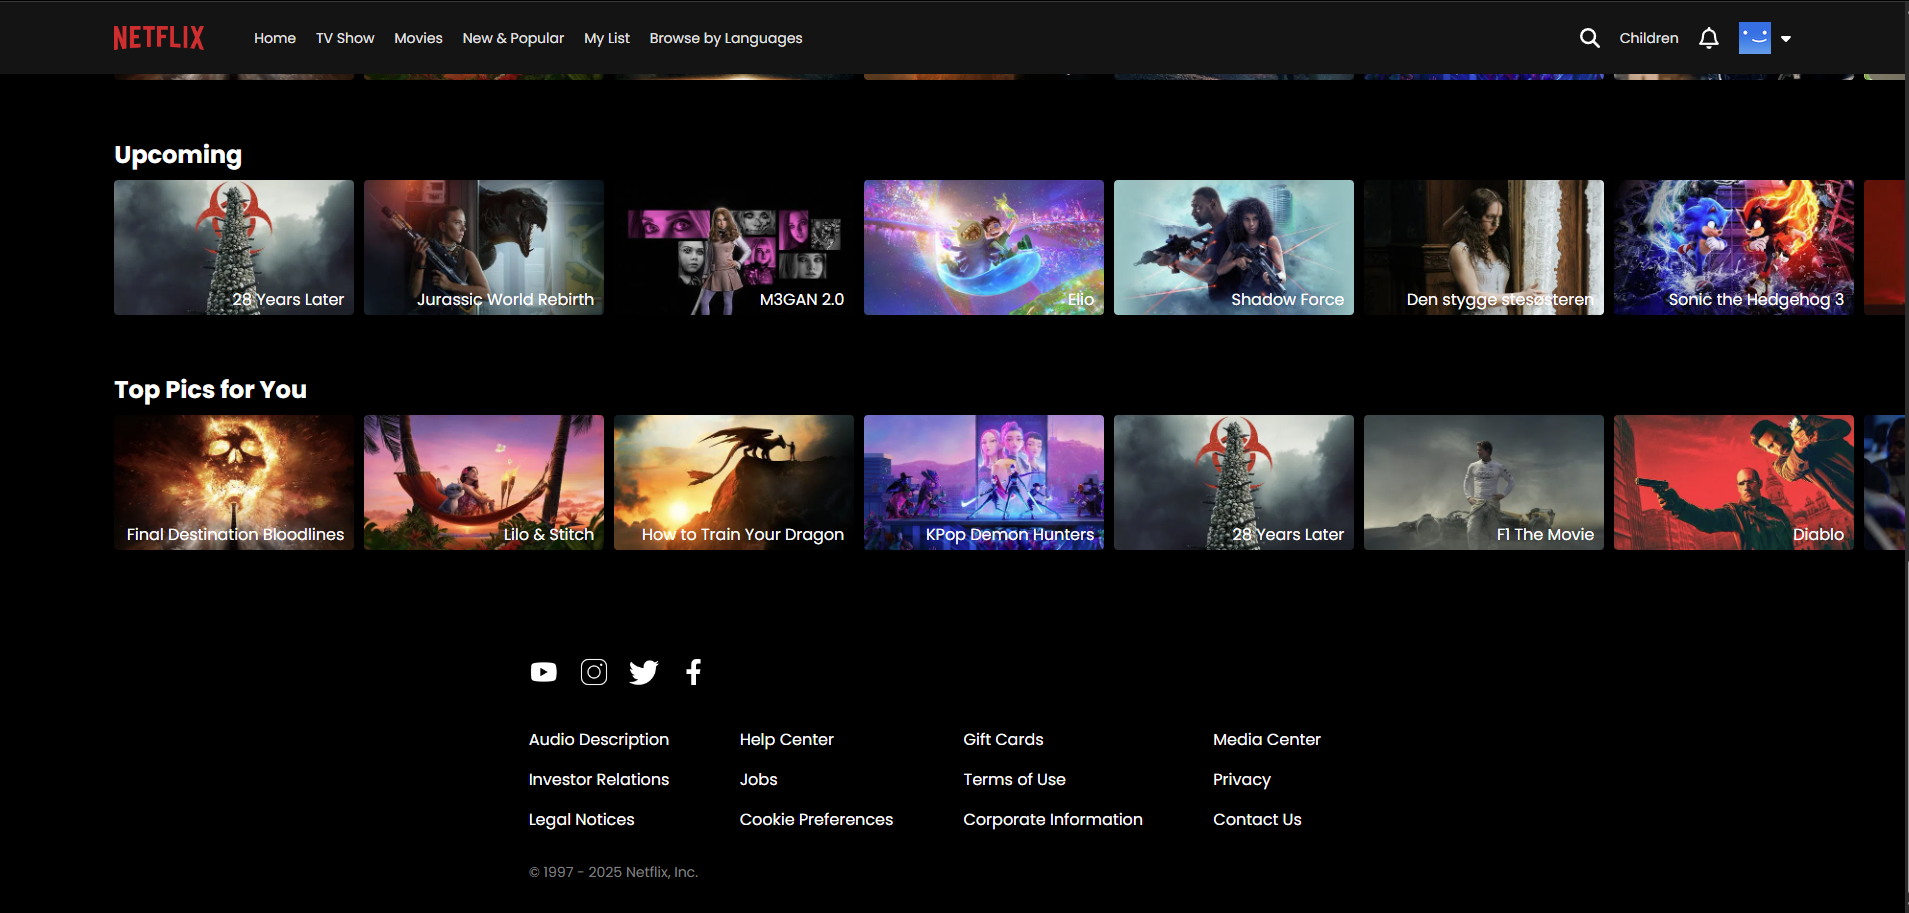 NETFLIX Home TV Show Movies New & Popular My List Browse by Languages Children
Upcoming
28 Years Later Jurassic World Rebirth M3GAN 2.0 Elio Shadow Force Den stygge stesøsteren Sonic the Hedgehog 3
Top Pics for You
Final Destination Bloodlines Lilo & Stitch How to Train Your Dragon KPop Demon Hunters 28 Years Later F1 The Movie Diablo
Audio Description Help Center Gift Cards Media Center
Investor Relations Jobs Terms of Use Privacy
Legal Notices Cookie Preferences Corporate Information Contact Us
© 1997 - 2025 Netflix, Inc.